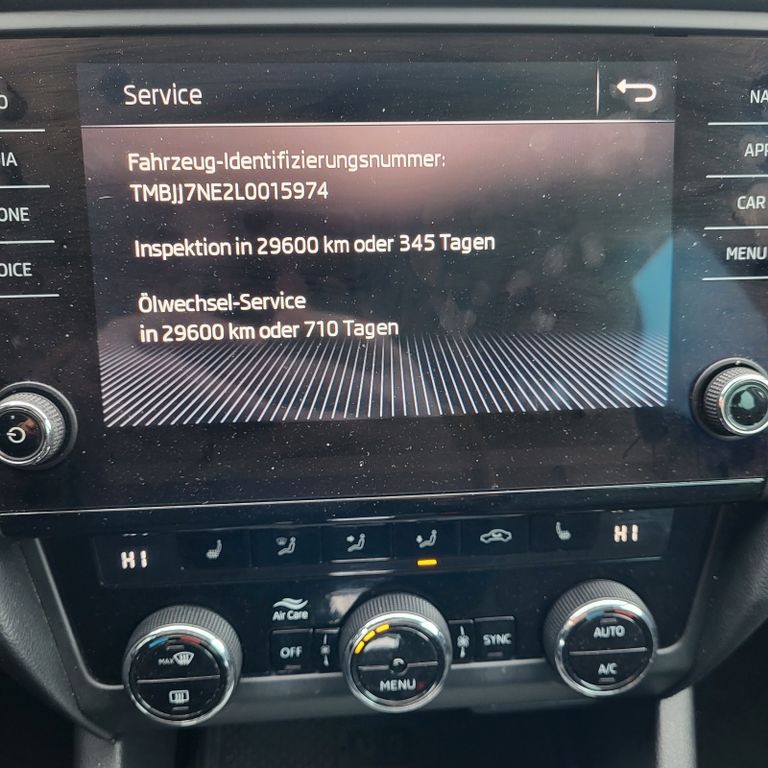 Service
Fahrzeug-Identifizierungsnummer:
TMBJJ7NE2L0015974
Inspektion in 29600 km oder 345 Tagen
Ölwechsel-Service
in 29600 km oder 710 Tagen
IA
ONE
OICE
NA
APP
CAR
MENU
HI
HI
Air Care
OFF
SYNC
MAX
MENU
AUTO
A/C